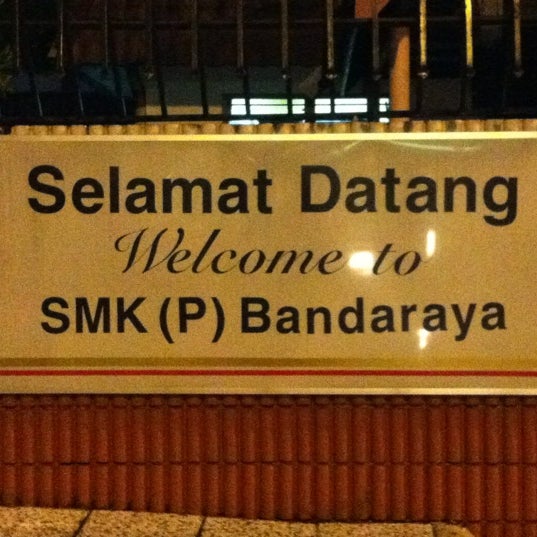 Selamat Datang
Welcome to
SMK (P) Bandaraya